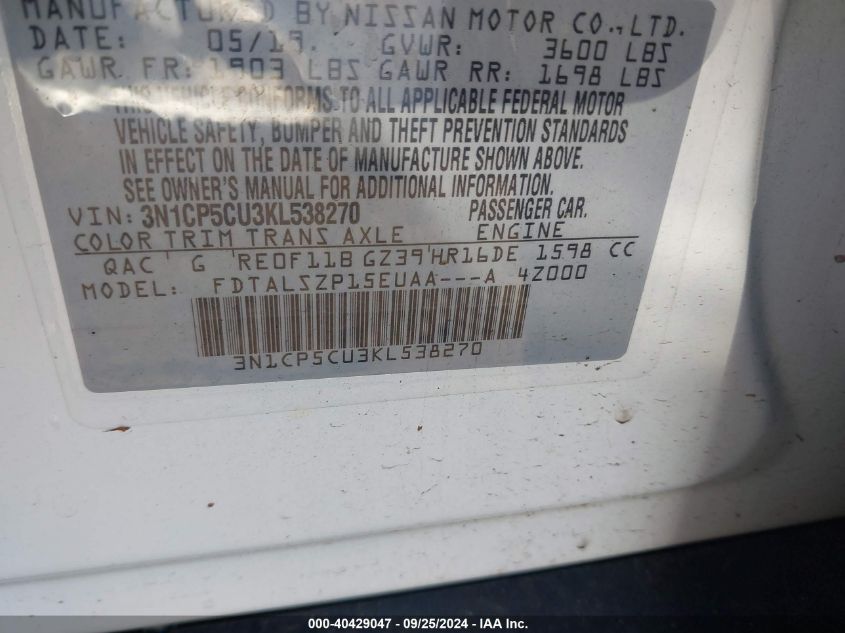 MANUFACTURED BY NISSAN MOTOR CO., LTD.
DATE: 05/19. GVWR: 3600 LBS
GAWR FR: 1903 LBS GAWR RR: 1698 LBS
THIS VEHICLE CONFORMS TO ALL APPLICABLE FEDERAL MOTOR
VEHICLE SAFETY, BUMPER AND THEFT PREVENTION STANDARDS
IN EFFECT ON THE DATE OF MANUFACTURE SHOWN ABOVE.
SEE OWNER'S MANUAL FOR ADDITIONAL INFORMATION.
VIN: 3N1CP5CU3KL538270 PASSENGER CAR.
COLOR TRIM TRANS AXLE ENGINE
QAC G RE0F11B GZ39 HR16DE 1598 CC
MODEL: FDTALSZP15EUAA---A 4Z000
3N1CP5CU3KL538270
000-40429047 - 09/25/2024 - IAAI.com